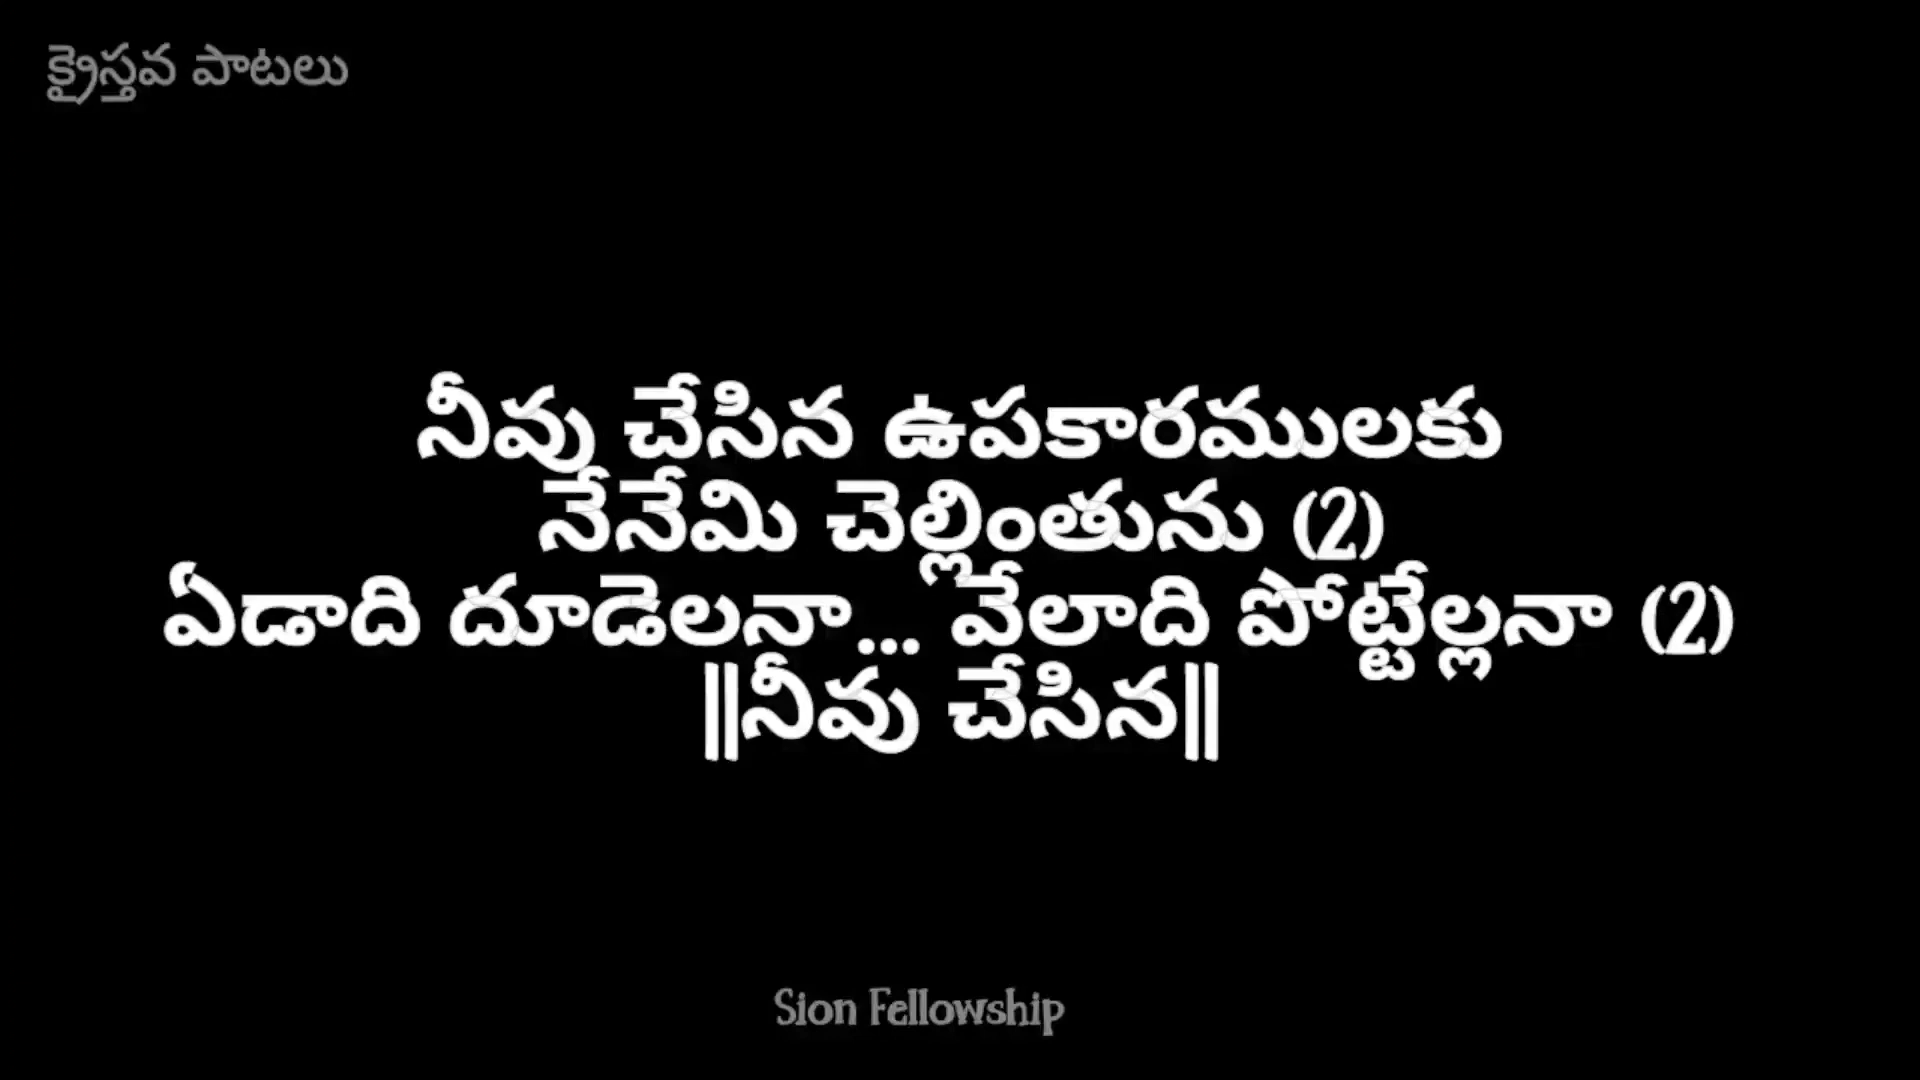 క్రైస్తవ పాటలు
నీవు చేసిన ఉపకారములకు
నేనేమి చెల్లింతును (2)
ఏడాది దూడెలనా... వేలాది పోట్టేల్లనా (2)
||నీవు చేసిన||
Sion Fellowship